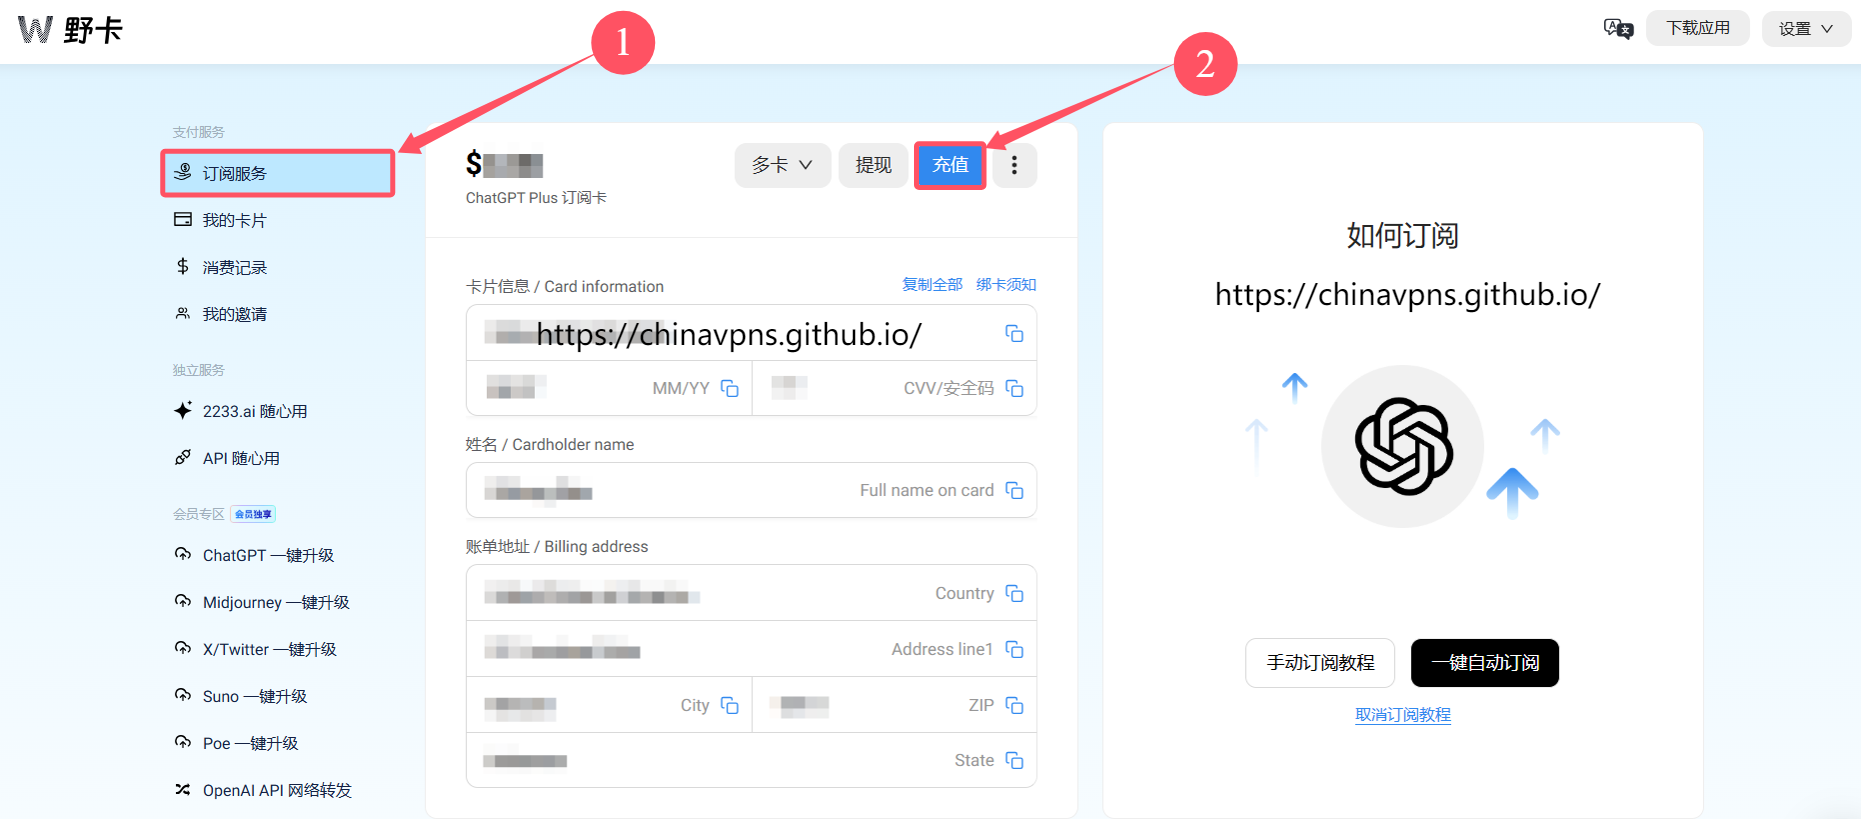 野卡
下载应用
设置
1
2
支付服务
订阅服务
我的卡片
消费记录
我的邀请
独立服务
2233.ai 随心用
API 随心用
会员专区 会员独享
ChatGPT 一键升级
Midjourney 一键升级
X/Twitter 一键升级
Suno 一键升级
Poe 一键升级
OpenAI API 网络转发
$
多卡
提现
充值
ChatGPT Plus 订阅卡
卡片信息 / Card information
复制全部 绑卡须知
https://chinavpns.github.io/
MM/YY
CVV/安全码
姓名 / Cardholder name
Full name on card
账单地址 / Billing address
Country
Address line1
City
ZIP
State
如何订阅
https://chinavpns.github.io/
手动订阅教程
一键自动订阅
取消订阅教程